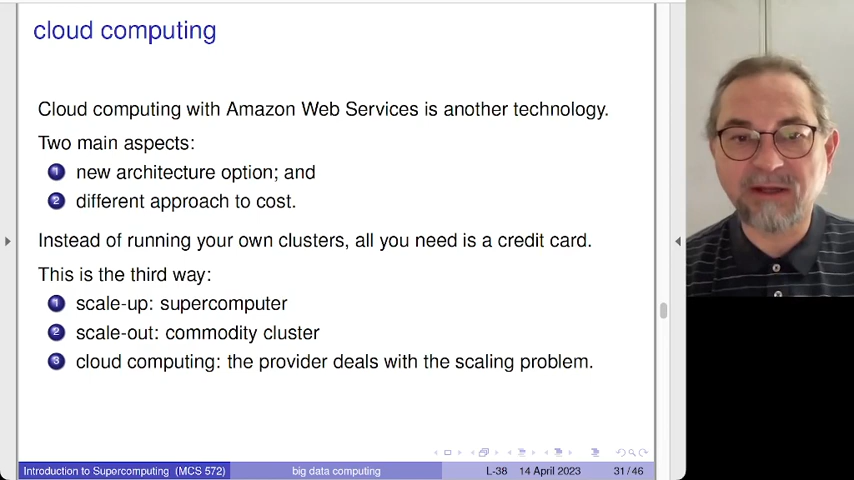 cloud computing
Cloud computing with Amazon Web Services is another technology.
Two main aspects:
1 new architecture option; and
2 different approach to cost.
Instead of running your own clusters, all you need is a credit card.
This is the third way:
1 scale-up: supercomputer
2 scale-out: commodity cluster
3 cloud computing: the provider deals with the scaling problem.
Introduction to Supercomputing (MCS 572) big data computing L-38 14 April 2023 31 / 46